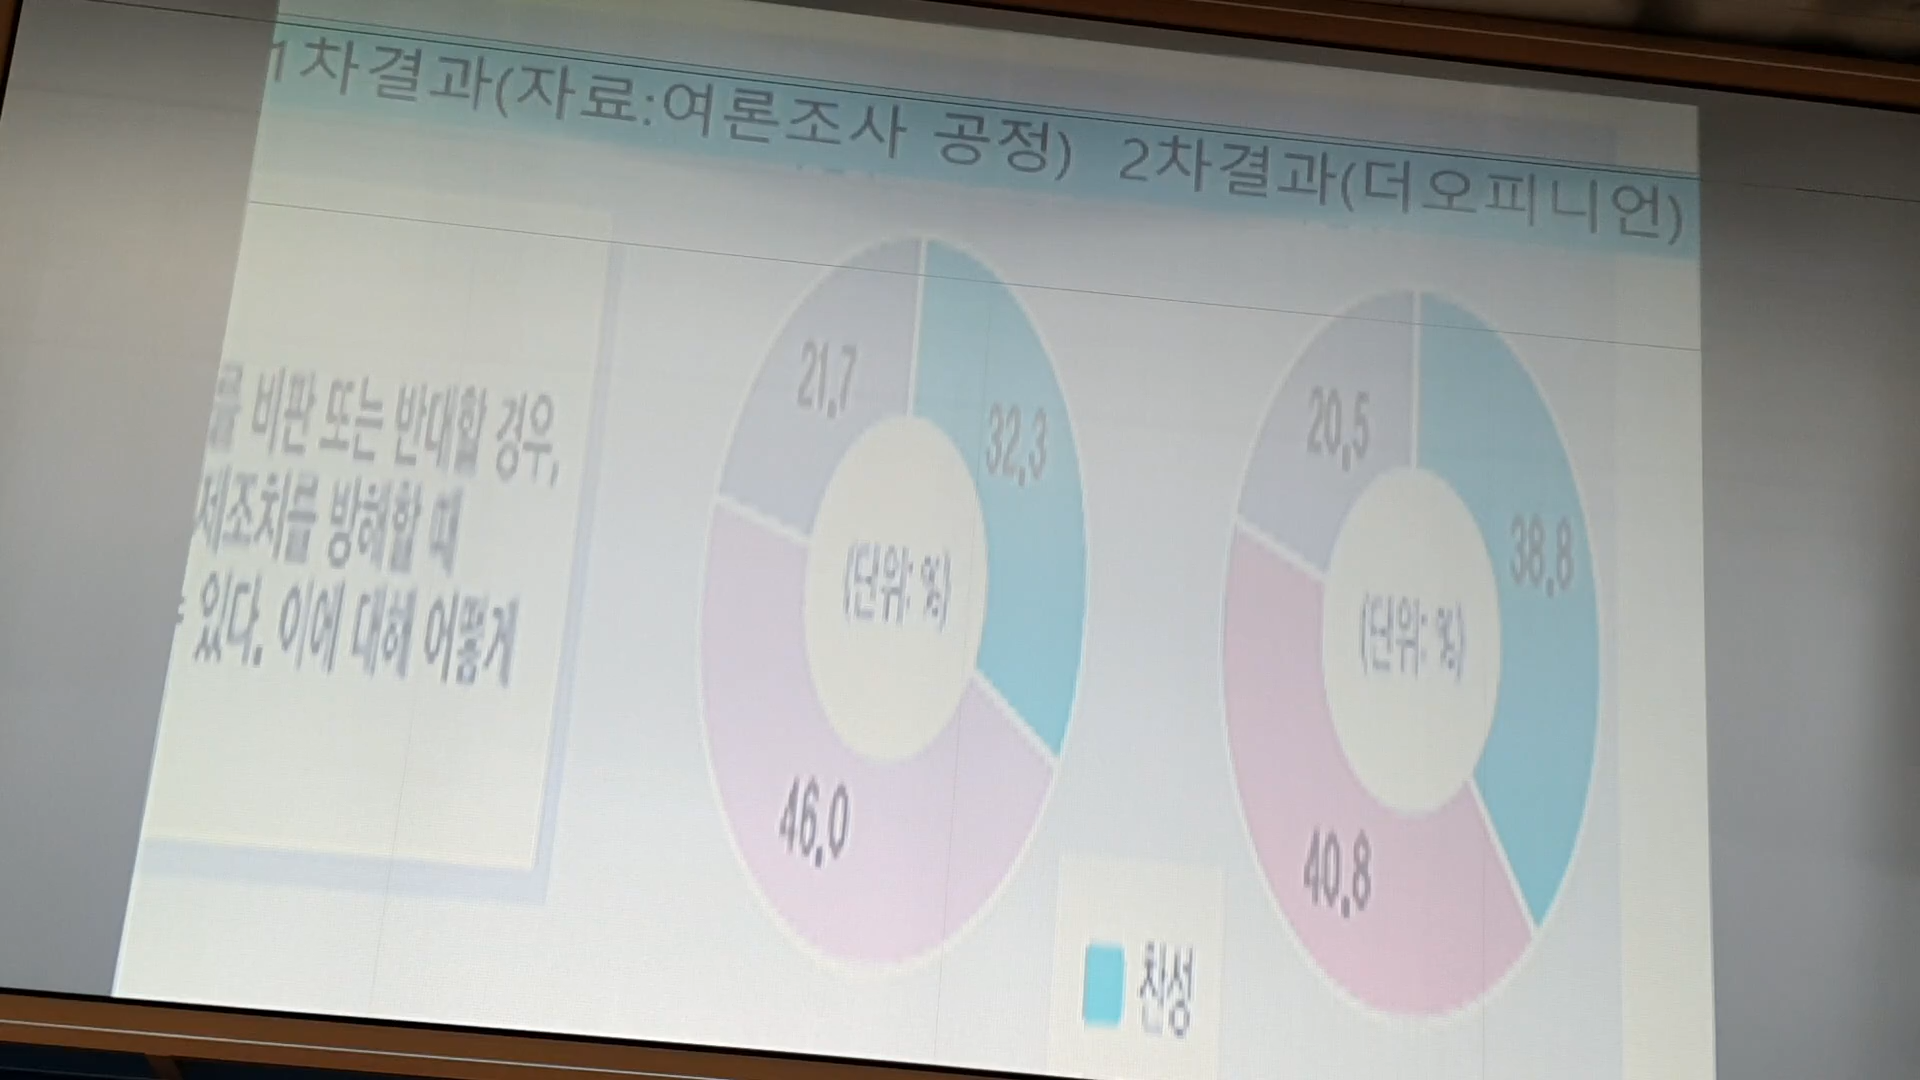 1차결과(자료:여론조사 공정) 2차결과(더오피니언)
를 비판 또는 반대할 경우,
제조치를 방해할 때
있다. 이에 대해 어떻게
21.7
32.3
46.0
(단위: %)
20.5
38.8
40.8
(단위: %)
찬성